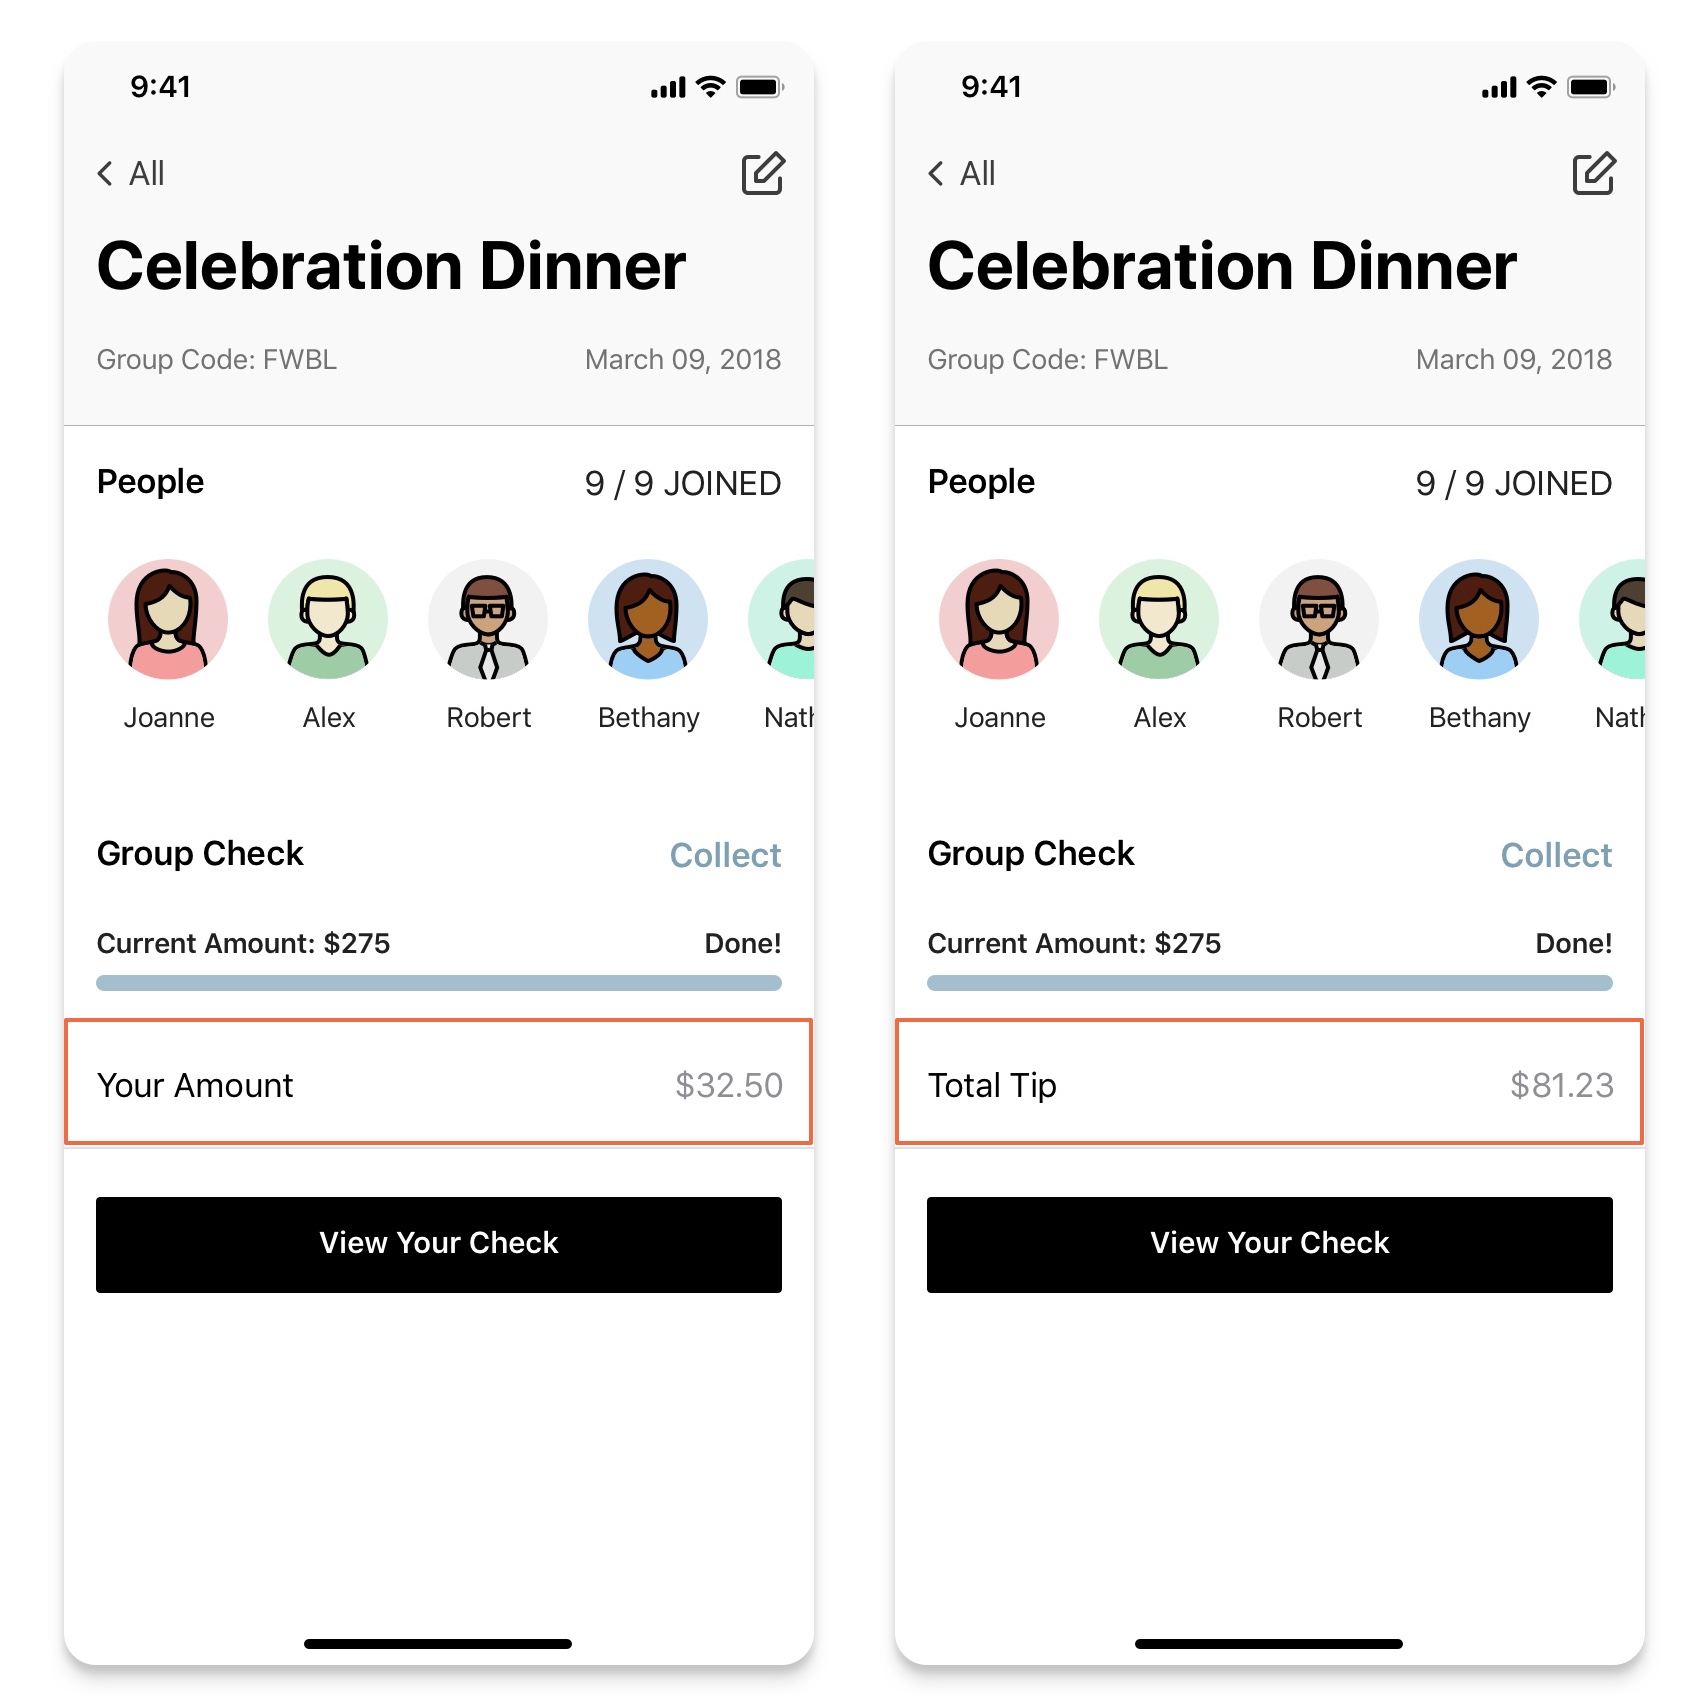 9:41
All
Celebration Dinner
Group Code: FWBL March 09, 2018
People 9 / 9 JOINED
Joanne Alex Robert Bethany Nath
Group Check Collect
Current Amount: $275 Done!
Your Amount $32.50
View Your Check
9:41
All
Celebration Dinner
Group Code: FWBL March 09, 2018
People 9 / 9 JOINED
Joanne Alex Robert Bethany Nath
Group Check Collect
Current Amount: $275 Done!
Total Tip $81.23
View Your Check